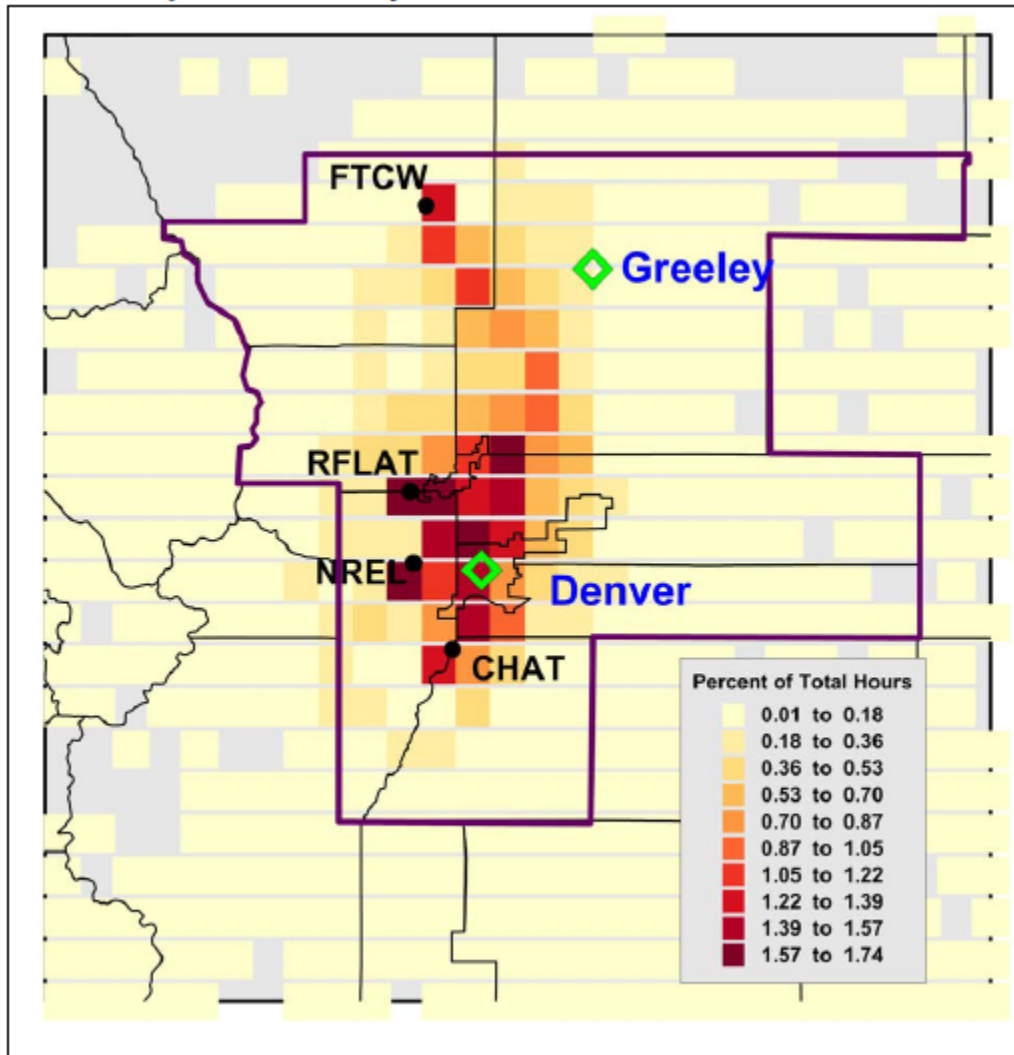 FTCW
Greeley
RFLAT
NREL
Denver
CHAT
Percent of Total Hours
0.01 to 0.18
0.18 to 0.36
0.36 to 0.53
0.53 to 0.70
0.70 to 0.87
0.87 to 1.05
1.05 to 1.22
1.22 to 1.39
1.39 to 1.57
1.57 to 1.74